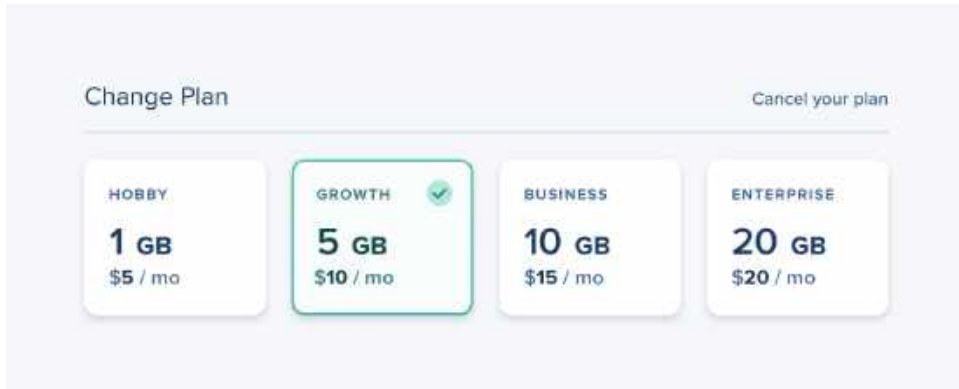 Change Plan
Cancel your plan
HOBBY
1 GB
$5 / mo
GROWTH
5 GB
$10 / mo
BUSINESS
10 GB
$15 / mo
ENTERPRISE
20 GB
$20 / mo